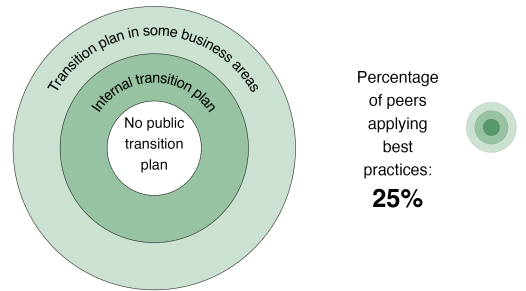 Transition plan in some business areas
Internal transition plan
No public
transition
plan
Percentage
of peers
applying
best
practices:
25%